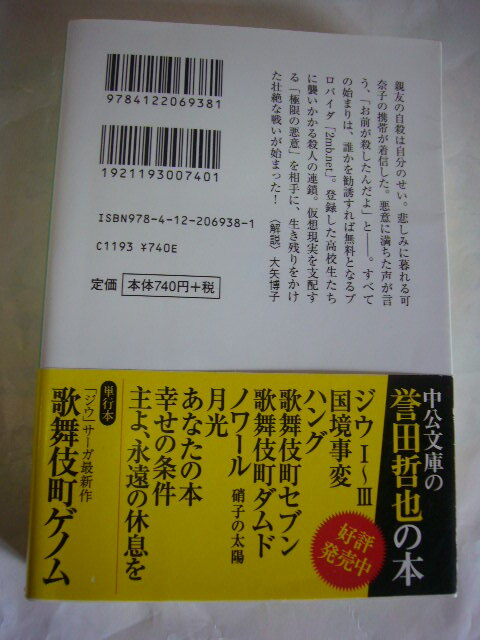 9784122069381
1921193007401
ISBN978-4-12-206938-1
C1193 ¥740E
定価 本体740円+税
親友の自殺は自分のせい。悲しみに暮れる可
奈子の携帯が着信した。悪意に満ちた声が言
う、「お前が殺したんだよ」と――。すべて
の始まりは、誰かを勧誘すれば無料となるプ
ロバイダ「2mb.net」。登録した高校生たち
に襲いかかる殺人の連鎖。仮想現実を支配す
る「極限の悪意」を相手に、生き残りをかけ
た壮絶な戦いが始まった!
〈解説〉大矢博子
中公文庫の
誉田哲也の本
好評
発売中
ジウⅠ〜Ⅲ
国境事変
ハング
歌舞伎町セブン
歌舞伎町ダムド
ノワール 硝子の太陽
月光
あなたの本
幸せの条件
主よ、永遠の休息を
単行本
「ジウ」サーガ最新作
歌舞伎町ゲノム